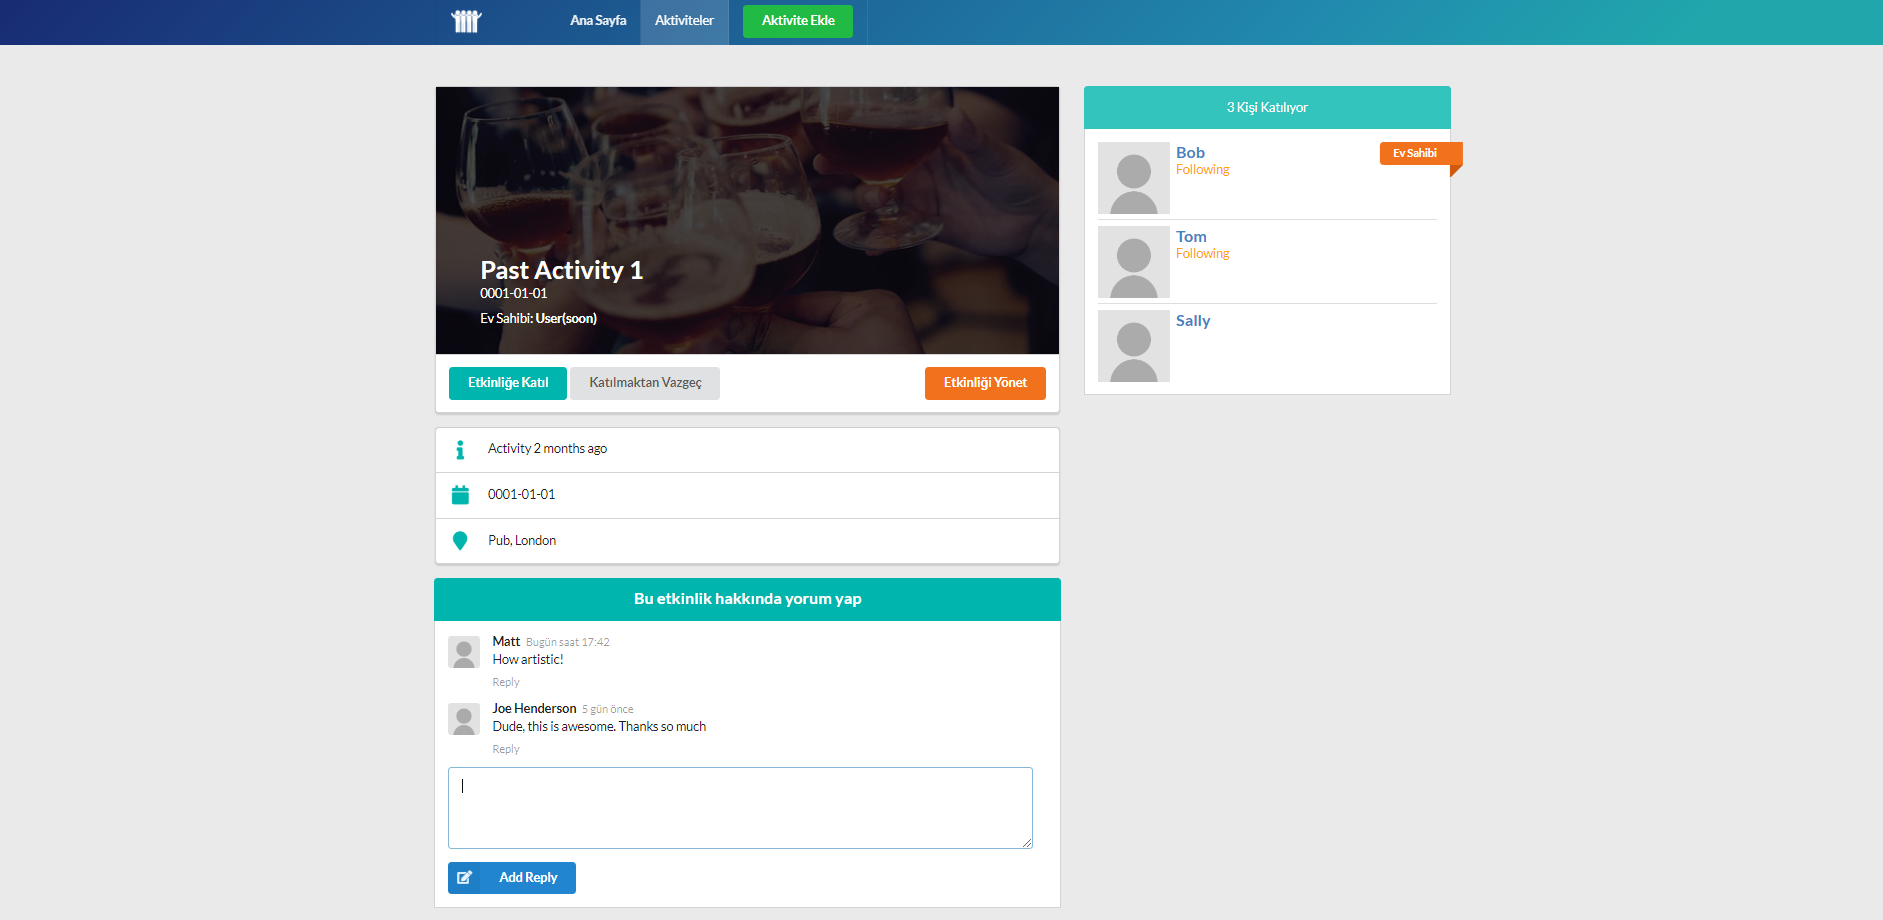 Ana Sayfa
Aktiviteler
Aktivite Ekle
Past Activity 1
0001-01-01
Ev Sahibi: User(soon)
Etkinliğe Katıl
Katılmaktan Vazgeç
Etkinliği Yönet
Activity 2 months ago
0001-01-01
Pub, London
Bu etkinlik hakkında yorum yap
Matt Bugün saat 17:42
How artistic!
Reply
Joe Henderson 5 gün önce
Dude, this is awesome. Thanks so much
Reply
Add Reply
3 Kişi Katılıyor
Bob
Following
Ev Sahibi
Tom
Following
Sally